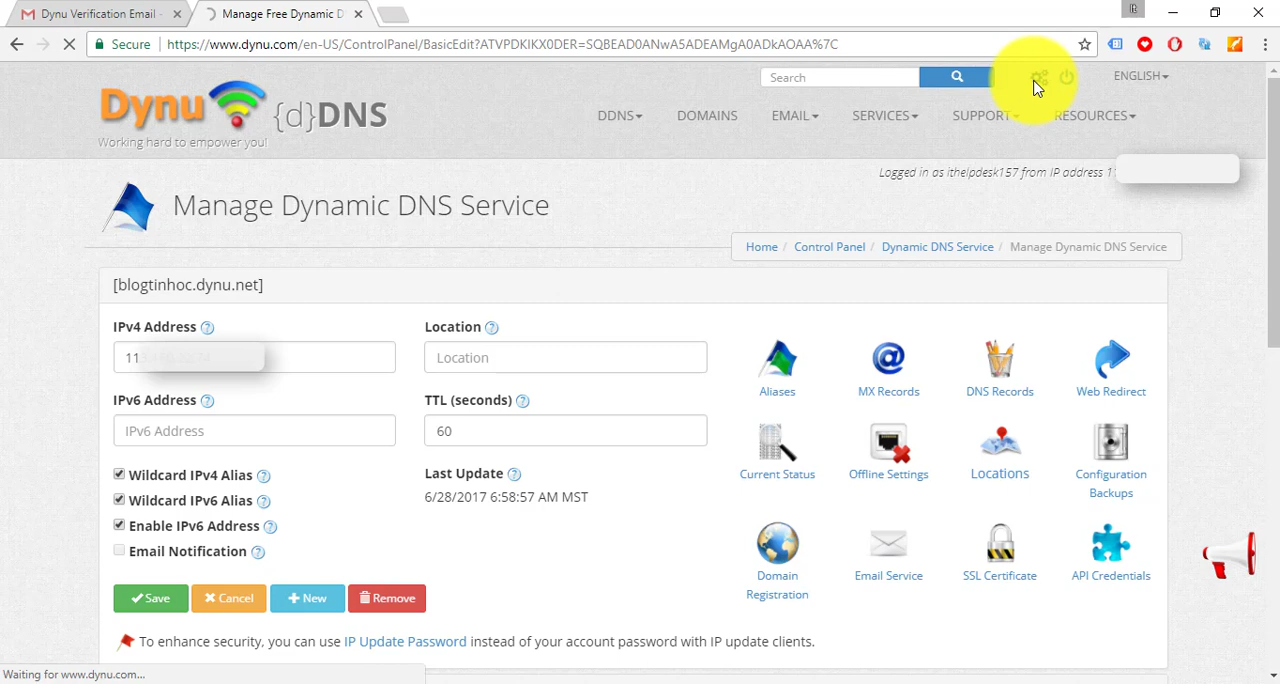 Dynu Verification Email -
Manage Free Dynamic D
Secure https://www.dynu.com/en-US/ControlPanel/BasicEdit?ATVPDKIKX0DER=SQBEAD0ANwA5ADEAMgA0ADkAOAA%7C
Search
ENGLISH
Dynu {d}DNS
Working hard to empower you!
DDNS DOMAINS EMAIL SERVICES SUPPORT RESOURCES
Logged in as ithelpdesk157 from IP address 11
Manage Dynamic DNS Service
Home / Control Panel / Dynamic DNS Service / Manage Dynamic DNS Service
[blogtinhoc.dynu.net]
IPv4 Address ?
11
Location ?
Location
IPv6 Address ?
IPv6 Address
TTL (seconds) ?
60
Wildcard IPv4 Alias ?
Wildcard IPv6 Alias ?
Enable IPv6 Address ?
Email Notification ?
Last Update ?
6/28/2017 6:58:57 AM MST
Aliases
MX Records
DNS Records
Web Redirect
Current Status
Offline Settings
Locations
Configuration
Backups
Domain
Registration
Email Service
SSL Certificate
API Credentials
Save Cancel New Remove
To enhance security, you can use IP Update Password instead of your account password with IP update clients.
Waiting for www.dynu.com...